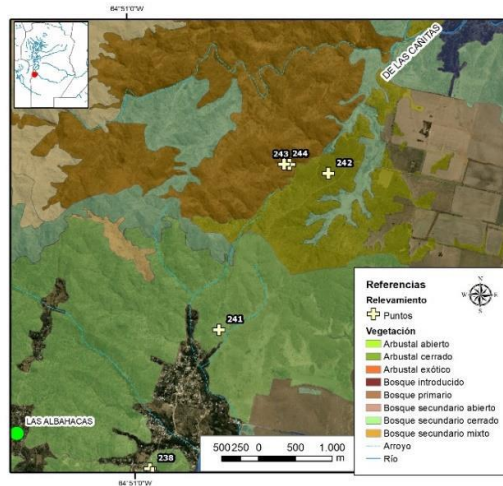 64°51'0"W
DE LAS CAÑITAS
243 244
242
241
LAS ALBAHACAS
238
Referencias
Relevamiento
Puntos
Vegetación
Arbustal abierto
Arbustal cerrado
Arbustal exótico
Bosque introducido
Bosque primario
Bosque secundario abierto
Bosque secundario cerrado
Bosque secundario mixto
Arroyo
Río
N
W E
S
500 250 0 500 1.000
m
64°51'0"W